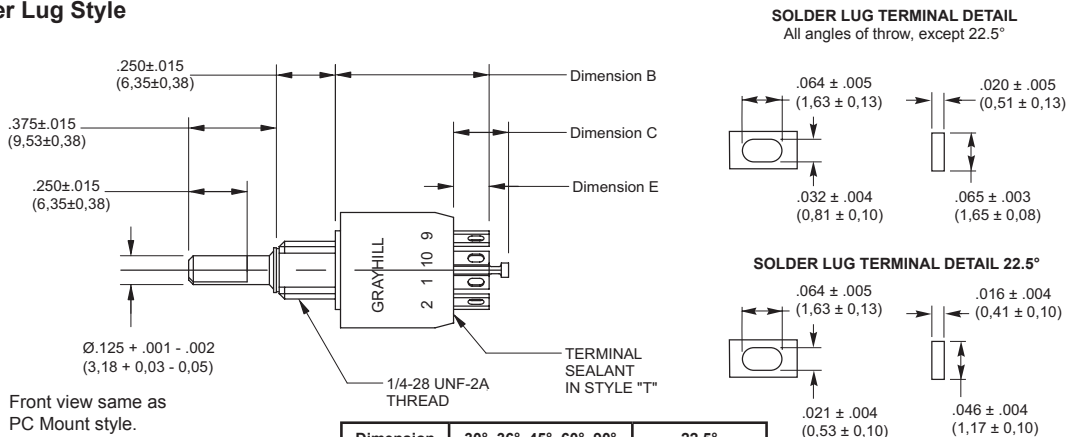 er Lug Style
SOLDER LUG TERMINAL DETAIL
All angles of throw, except 22.5°
.250±.015
(6,35±0,38)
Dimension B
.375±.015
(9,53±0,38)
Dimension C
.250±.015
(6,35±0,38)
Dimension E
.064 ± .005
(1,63 ± 0,13)
.020 ± .005
(0,51 ± 0,13)
.032 ± .004
(0,81 ± 0,10)
.065 ± .003
(1,65 ± 0,08)
GRAYHILL
2 1 10 9
SOLDER LUG TERMINAL DETAIL 22.5°
.064 ± .005
(1,63 ± 0,13)
.016 ± .004
(0,41 ± 0,10)
.021 ± .004
(0,53 ± 0,10)
.046 ± .004
(1,17 ± 0,10)
Ø.125 + .001 - .002
(3,18 + 0,03 - 0,05)
TERMINAL
SEALANT
IN STYLE "T"
1/4-28 UNF-2A
THREAD
Front view same as
PC Mount style.
Dimension 30°, 36°, 45°, 60°, 90° 22.5°